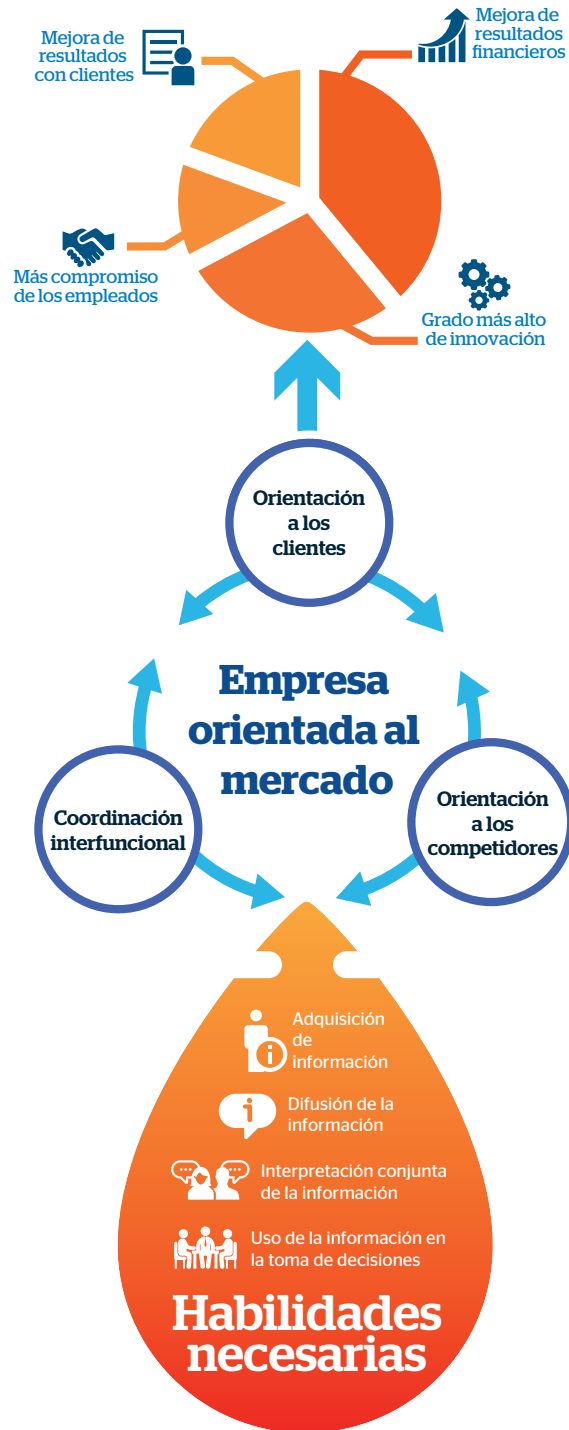 Mejora de
resultados
con clientes
Mejora de
resultados
financieros
Más compromiso
de los empleados
Grado más alto
de innovación
Orientación
a los
clientes
Empresa
orientada al
mercado
Coordinación
interfuncional
Orientación
a los
competidores
Adquisición
de
información
Difusión de la
información
Interpretación conjunta
de la información
Uso de la información en
la toma de decisiones
Habilidades
necesarias